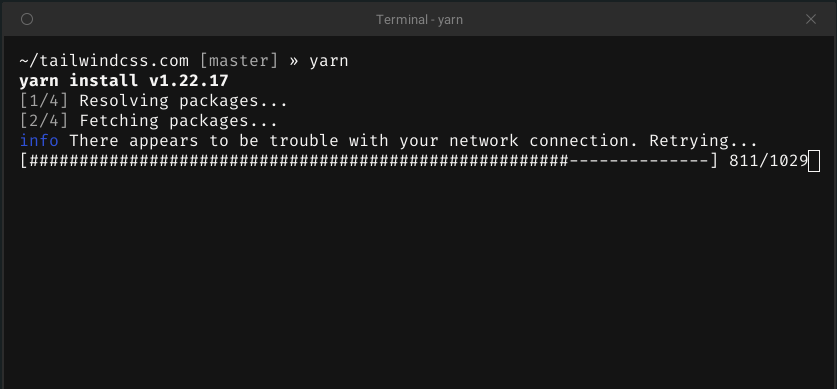 Terminal - yarn
~/tailwindcss.com [master] » yarn
yarn install v1.22.17
[1/4] Resolving packages...
[2/4] Fetching packages...
info There appears to be trouble with your network connection. Retrying...
[######################################################--------------] 811/1029